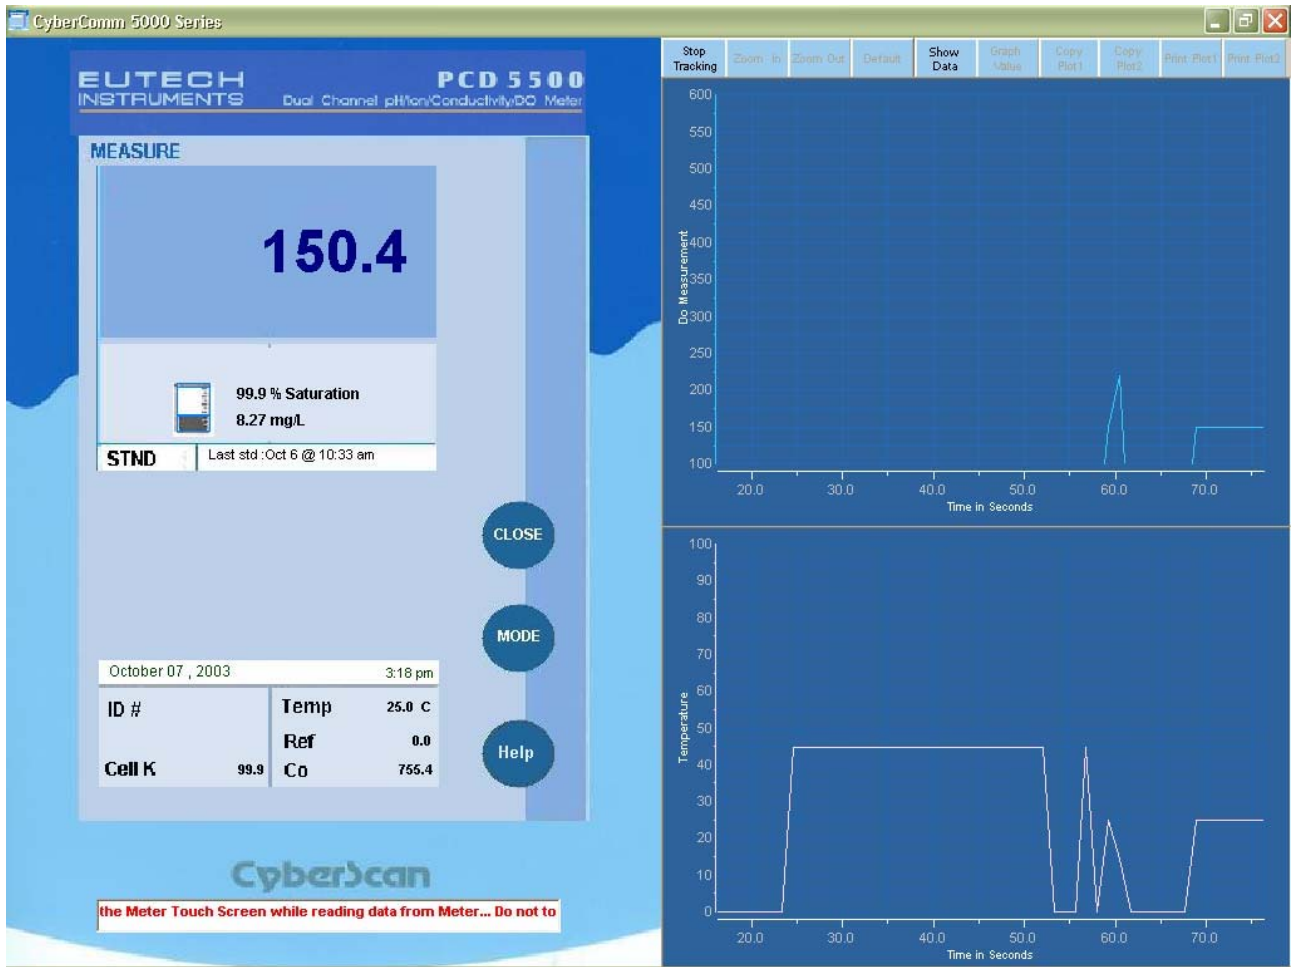 CyberComm 5000 Series
EUTECH
INSTRUMENTS
PCD 5500
Dual Channel pH/Ion/Conductivity/DO Meter
MEASURE
150.4
99.9 % Saturation
8.27 mg/L
STND
Last std :Oct 6 @ 10:33 am
CLOSE
MODE
Help
October 07 , 2003
3:18 pm
ID #
Cell K 99.9
Temp 25.0 C
Ref 0.0
Co 755.4
CyberScan
the Meter Touch Screen while reading data from Meter... Do not to
Stop Tracking
Zoom In
Zoom Out
Default
Show Data
Graph Value
Copy Plot1
Copy Plot2
Print Plot1
Print Plot2
600
550
500
450
400
350
300
250
200
150
100
Do Measurement
20.0 30.0 40.0 50.0 60.0 70.0
Time in Seconds
100
90
80
70
60
50
40
30
20
10
0
Temperature
20.0 30.0 40.0 50.0 60.0 70.0
Time in Seconds